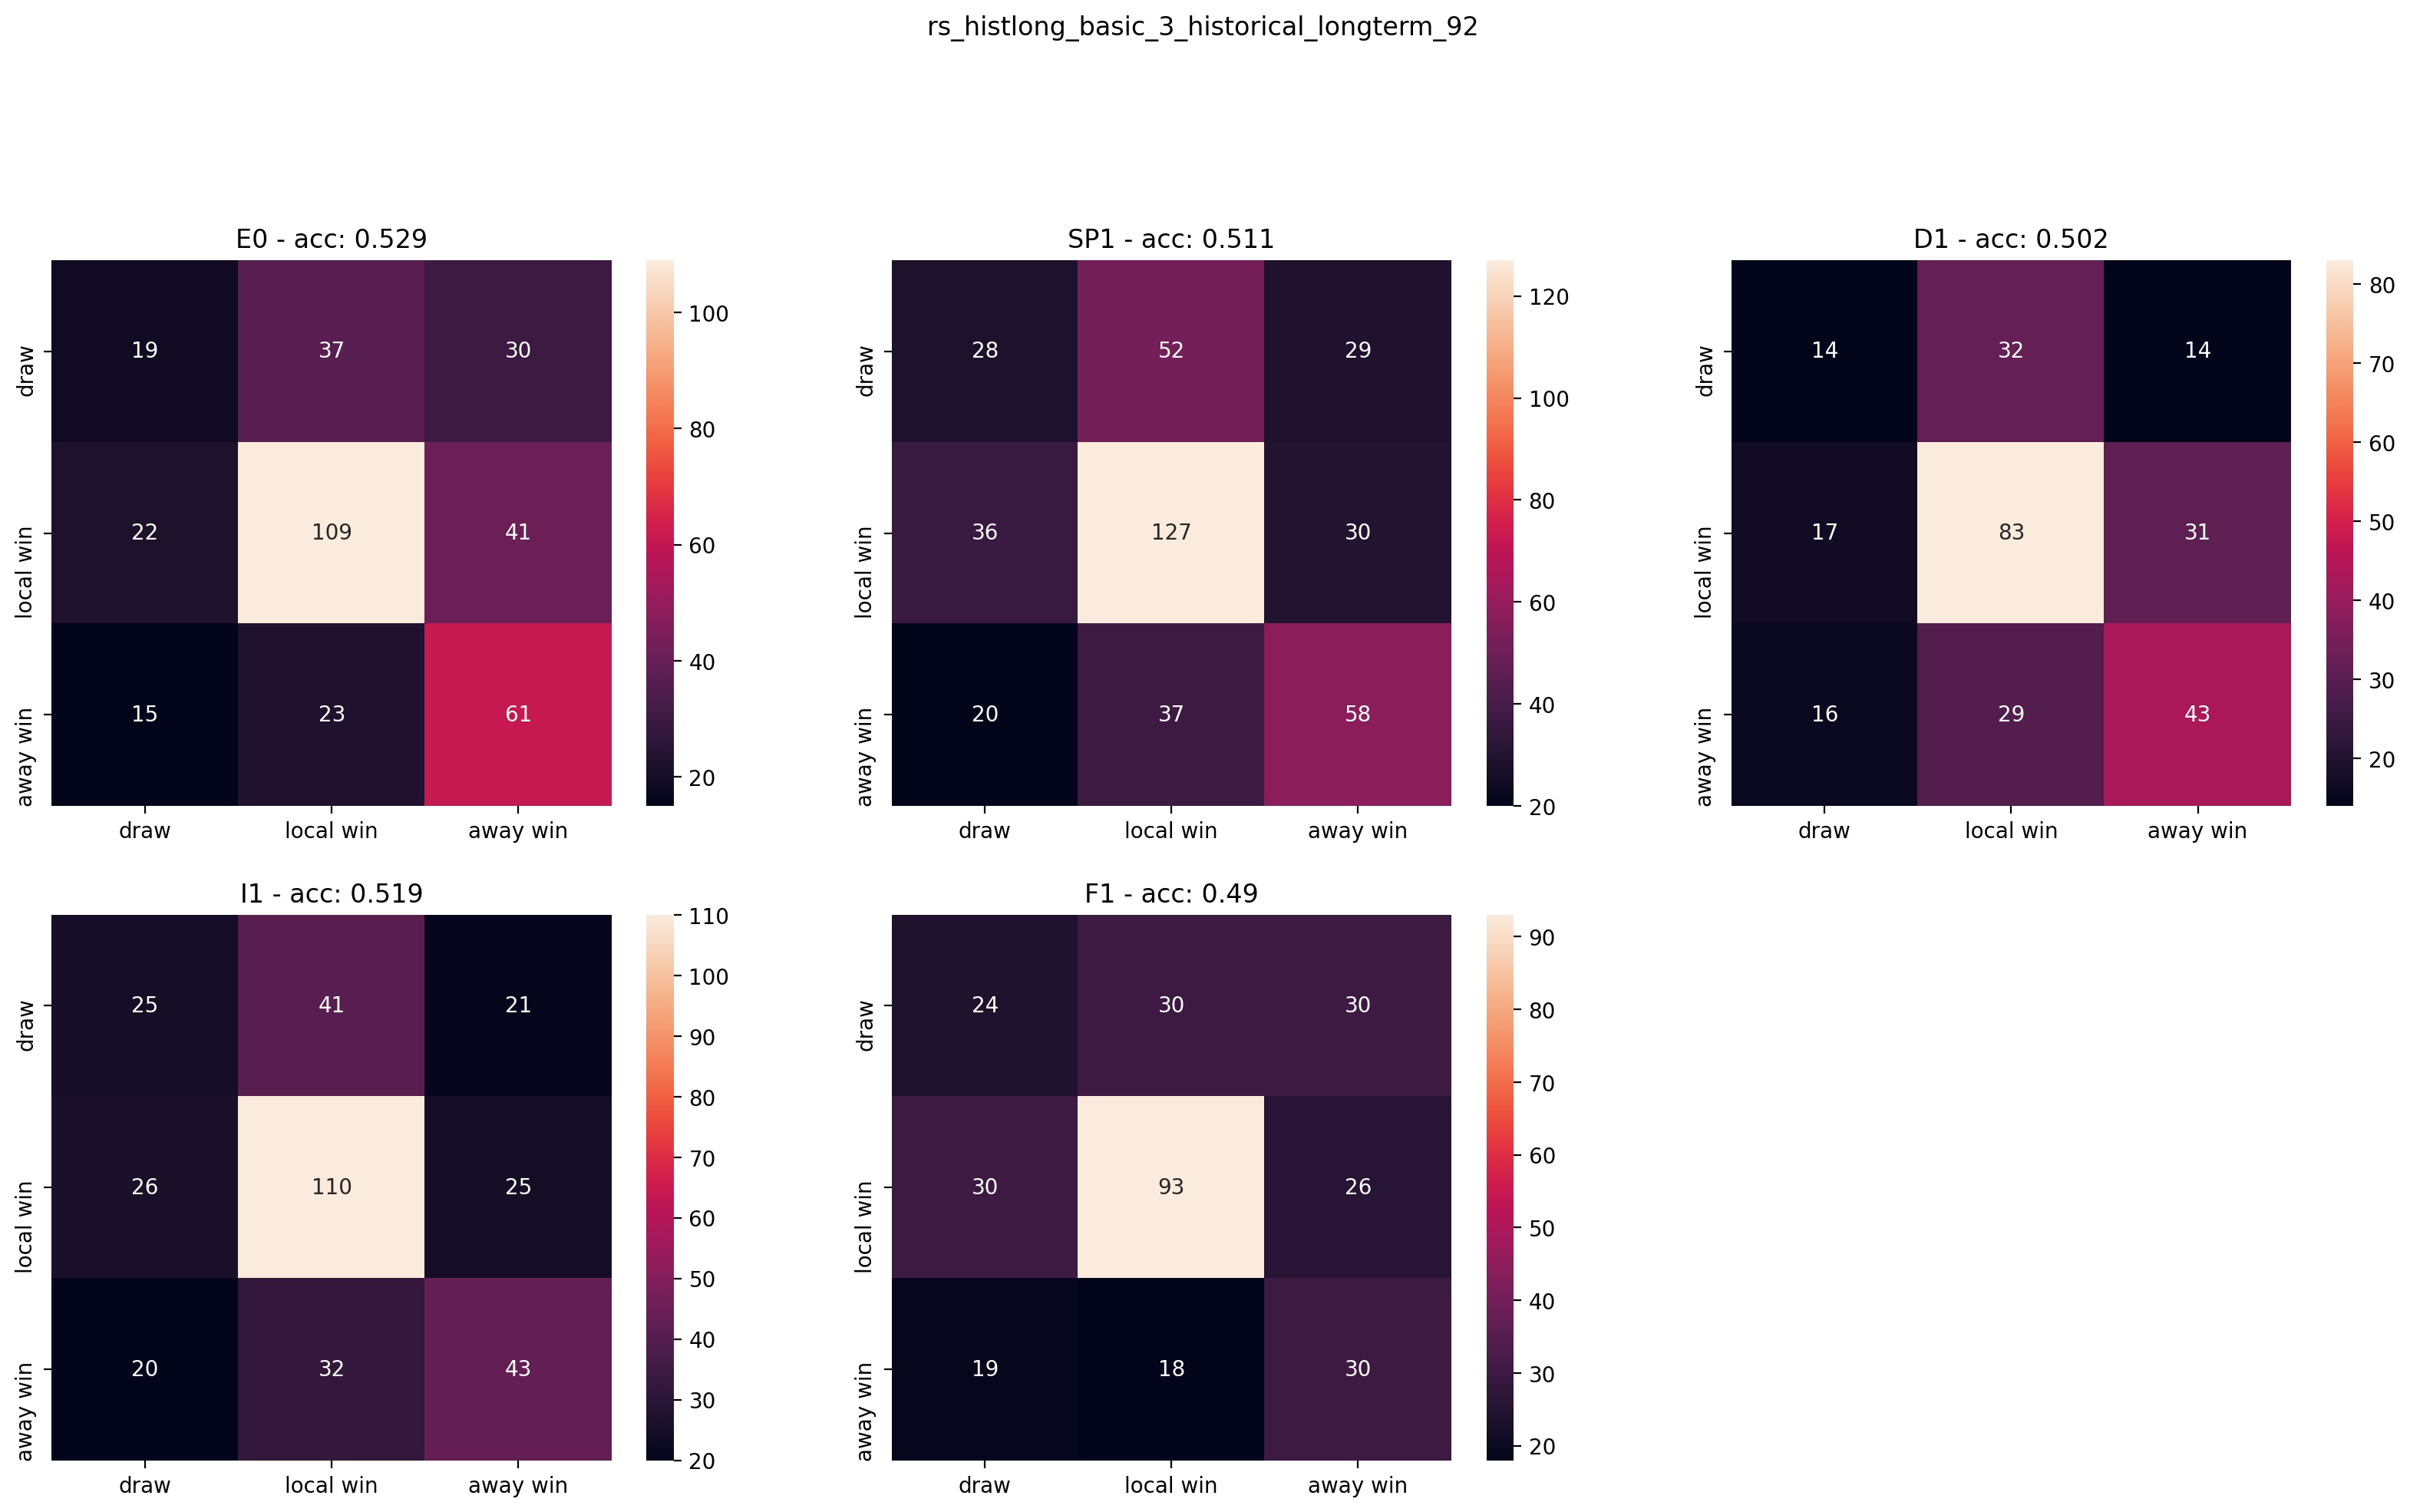 rs_histlong_basic_3_historical_longterm_92
E0 - acc: 0.529
draw
local win
away win
19 37 30
22 109 41
15 23 61
draw local win away win
100
80
60
40
20
SP1 - acc: 0.511
draw
local win
away win
28 52 29
36 127 30
20 37 58
draw local win away win
120
100
80
60
40
20
D1 - acc: 0.502
draw
local win
away win
14 32 14
17 83 31
16 29 43
draw local win away win
80
70
60
50
40
30
20
I1 - acc: 0.519
draw
local win
away win
25 41 21
26 110 25
20 32 43
draw local win away win
110
100
90
80
70
60
50
40
30
20
F1 - acc: 0.49
draw
local win
away win
24 30 30
30 93 26
19 18 30
draw local win away win
90
80
70
60
50
40
30
20